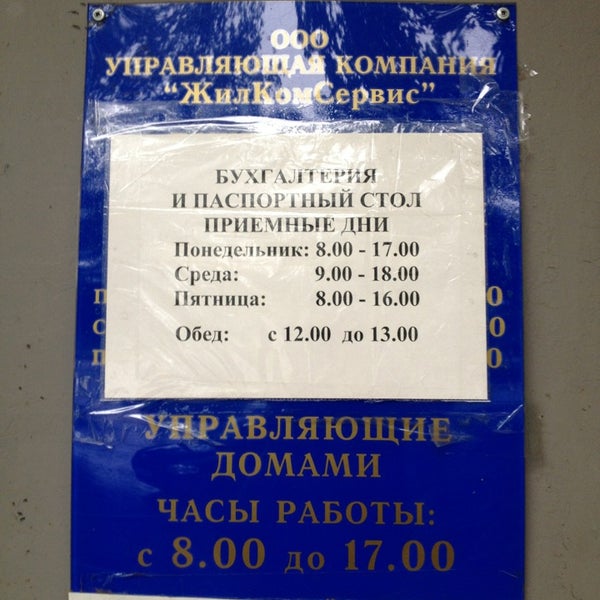 ООО
УПРАВЛЯЮЩАЯ КОМПАНИЯ
“ЖилКомСервис”
БУХГАЛТЕРИЯ
И ПАСПОРТНЫЙ СТОЛ
ПРИЕМНЫЕ ДНИ
Понедельник: 8.00 - 17.00
Среда: 9.00 - 18.00
Пятница: 8.00 - 16.00
Обед: с 12.00 до 13.00
УПРАВЛЯЮЩИЕ
ДОМАМИ
ЧАСЫ РАБОТЫ:
с 8.00 до 17.00